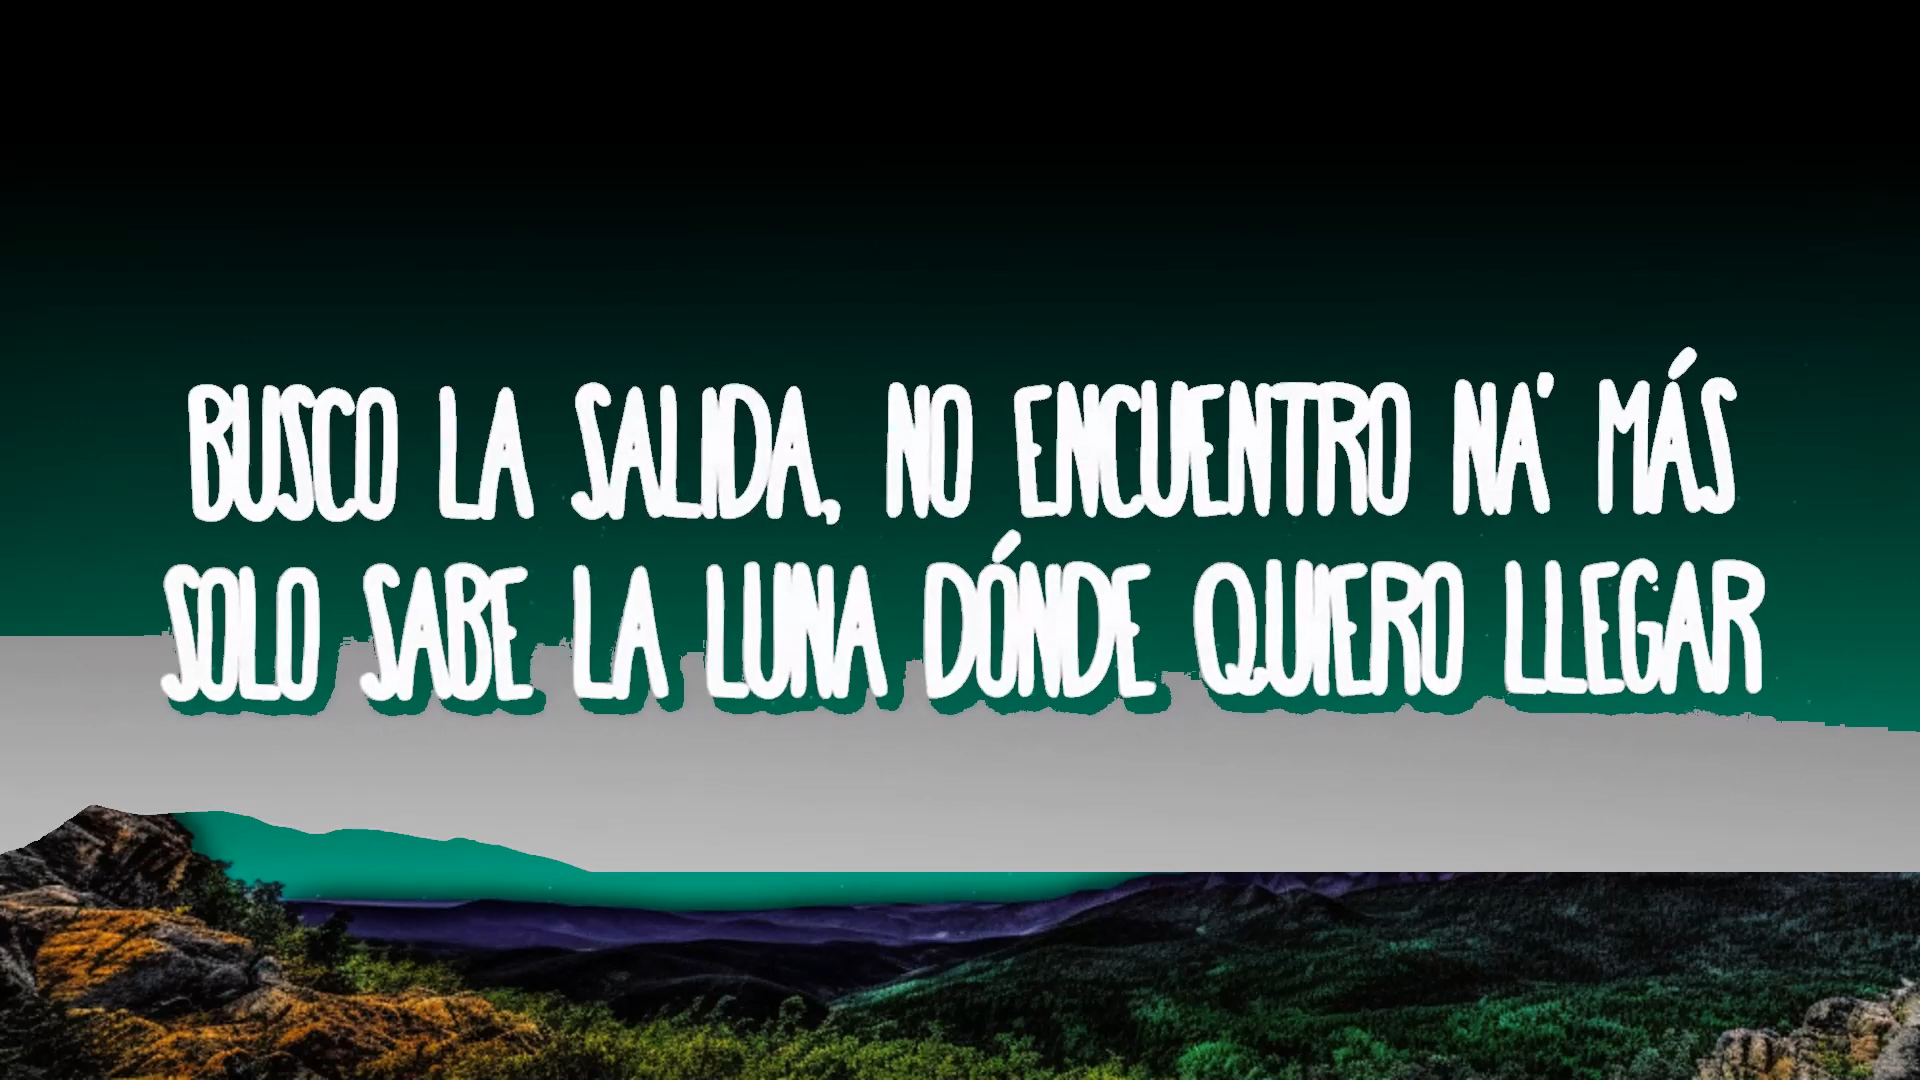 BUSCO LA SALIDA, NO ENCUENTRO NA' MÁS
SOLO SABE LA LUNA DÓNDE QUIERO LLEGAR